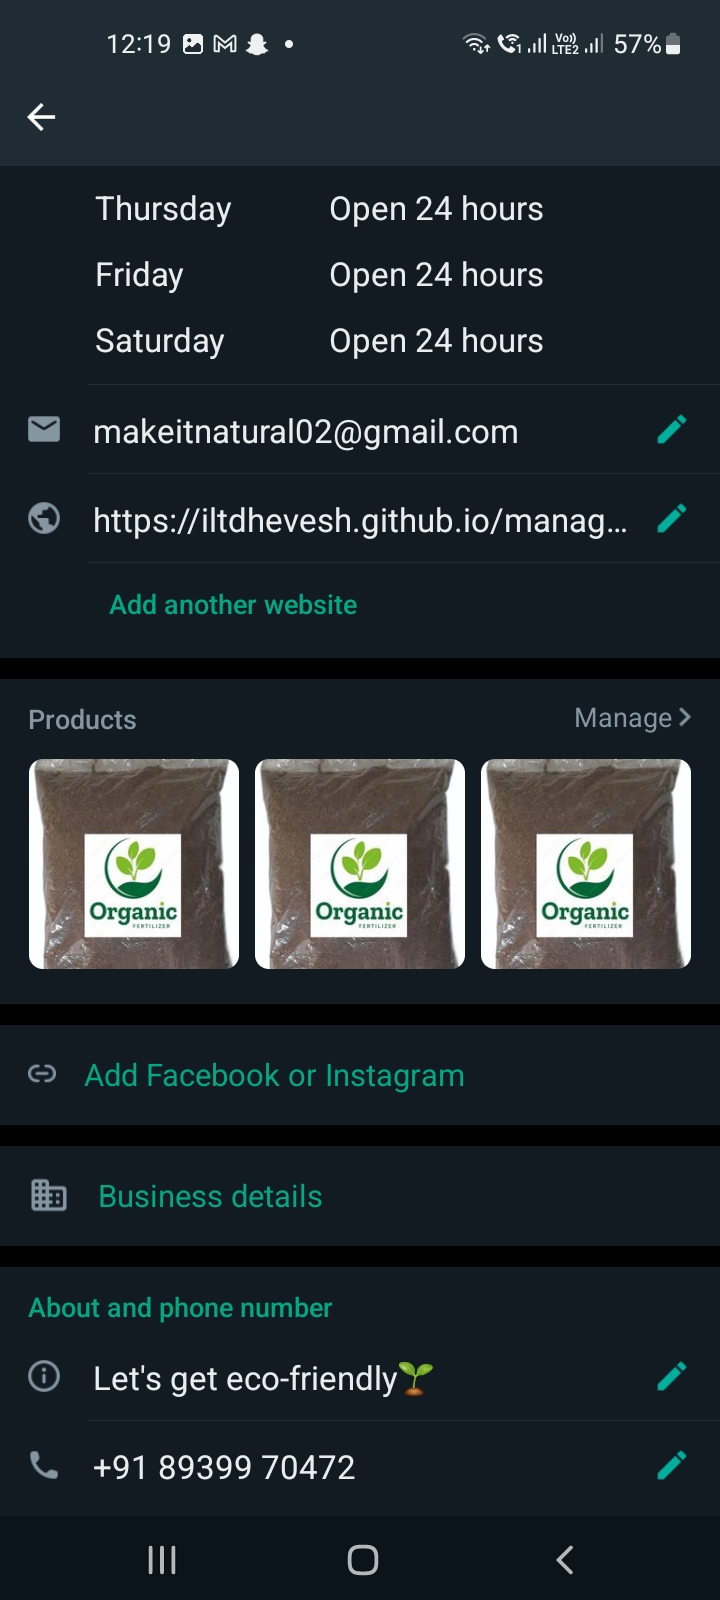 12:19 57%
Vo))
LTE2
Thursday Open 24 hours
Friday Open 24 hours
Saturday Open 24 hours
makeitnatural02@gmail.com
https://iltdhevesh.github.io/manag...
Add another website
Products Manage
Organic Organic Organic
FERTILIZER FERTILIZER FERTILIZER
Add Facebook or Instagram
Business details
About and phone number
Let's get eco-friendly🌱
+91 89399 70472